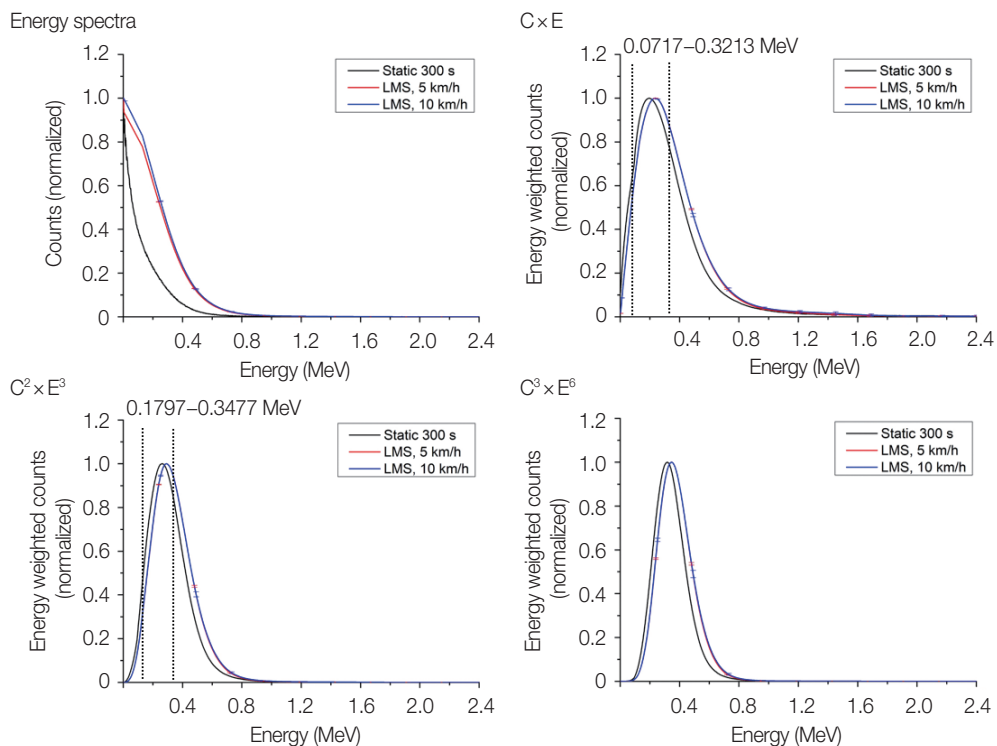 Energy spectra
1.2
1.0
0.8
0.6
0.4
0.2
0
Counts (normalized)
Static 300 s
LMS, 5 km/h
LMS, 10 km/h
0.4 0.8 1.2 1.6 2.0 2.4
Energy (MeV)
C×E
0.0717–0.3213 MeV
1.2
1.0
0.8
0.6
0.4
0.2
0
Energy weighted counts
(normalized)
Static 300 s
LMS, 5 km/h
LMS, 10 km/h
0.4 0.8 1.2 1.6 2.0 2.4
Energy (MeV)
C²×E³
0.1797–0.3477 MeV
1.2
1.0
0.8
0.6
0.4
0.2
0
Energy weighted counts
(normalized)
Static 300 s
LMS, 5 km/h
LMS, 10 km/h
0.4 0.8 1.2 1.6 2.0 2.4
Energy (MeV)
C³×E⁶
1.2
1.0
0.8
0.6
0.4
0.2
0
Energy weighted counts
(normalized)
Static 300 s
LMS, 5 km/h
LMS, 10 km/h
0.4 0.8 1.2 1.6 2.0 2.4
Energy (MeV)